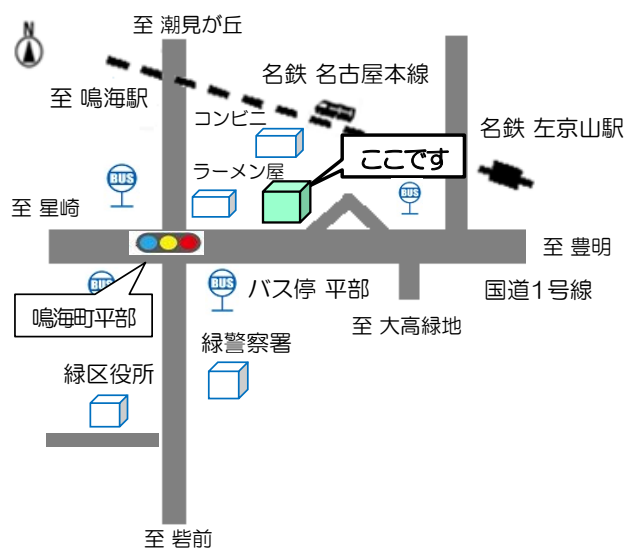 至 潮見が丘
N
名鉄 名古屋本線
至 鳴海駅
コンビニ
名鉄 左京山駅
ここです
ラーメン屋
BUS
BUS
至 星崎
至 豊明
BUS
BUS
バス停 平部
国道1号線
鳴海町平部
至 大高緑地
緑警察署
緑区役所
至 砦前